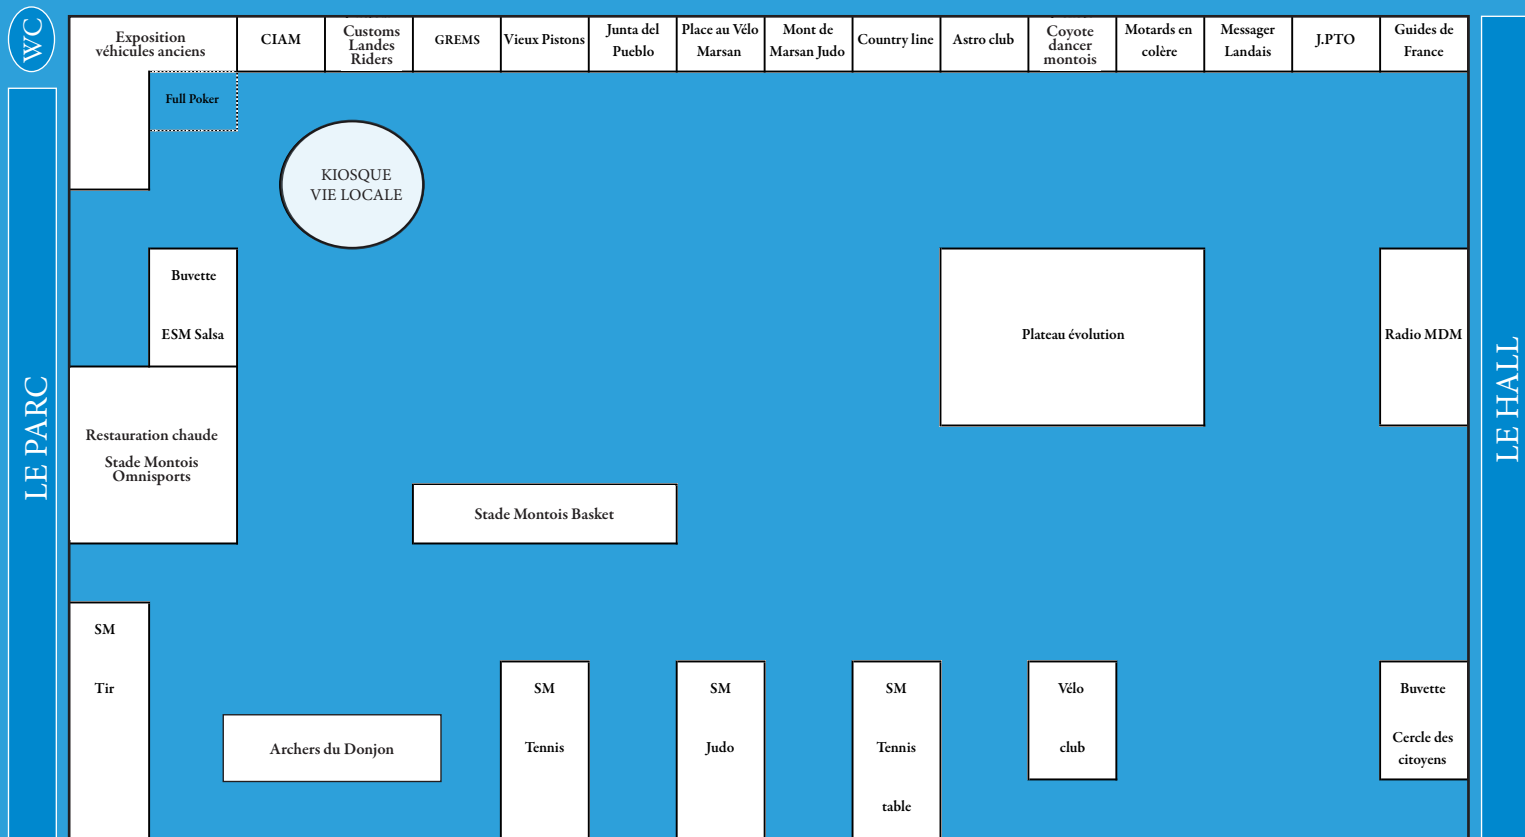 WC
Exposition
véhicules anciens
CIAM
Customs
Landes
Riders
GREMS
Vieux Pistons
Junta del
Pueblo
Place au Vélo
Marsan
Mont de
Marsan Judo
Country line
Astro club
Coyote
dancer
montois
Motards en
colère
Messager
Landais
J.PTO
Guides de
France
Full Poker
KIOSQUE
VIE LOCALE
Buvette
ESM Salsa
Plateau évolution
Radio MDM
LE PARC
LE HALL
Restauration chaude
Stade Montois
Omnisports
Stade Montois Basket
SM
Tir
Archers du Donjon
SM
Tennis
SM
Judo
SM
Tennis
table
Vélo
club
Buvette
Cercle des
citoyens